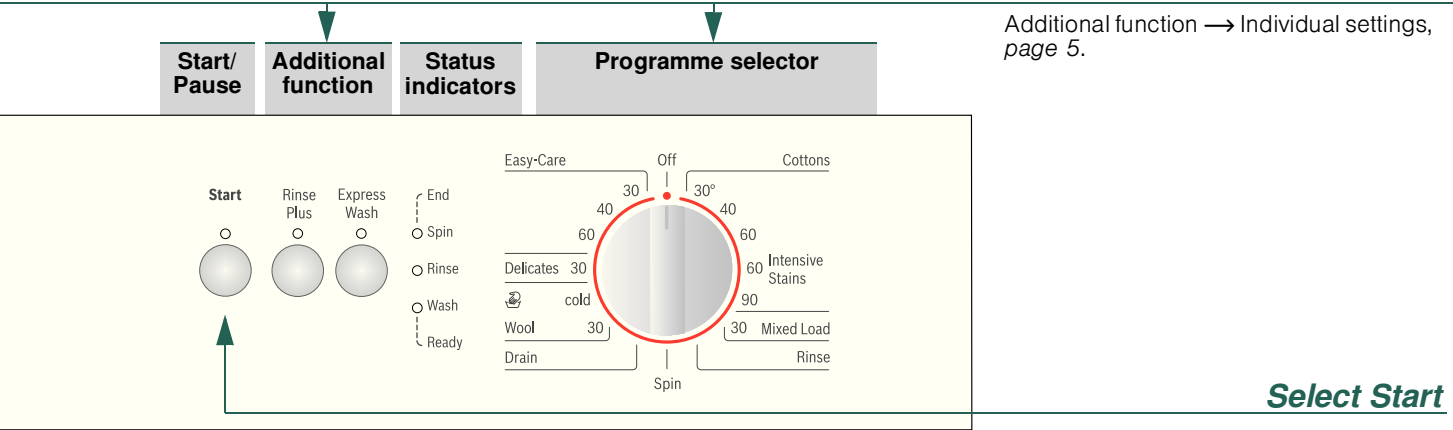 Additional function → Individual settings,
page 5.
Start/
Pause
Additional
function
Status
indicators
Programme selector
Easy-Care
Off
Cottons
Start
Rinse
Plus
Express
Wash
End
Spin
Rinse
Wash
Ready
30
40
60
Delicates 30
cold
Wool 30
Drain
30°
40
60
60 Intensive
Stains
90
30 Mixed Load
Rinse
Spin
Select Start